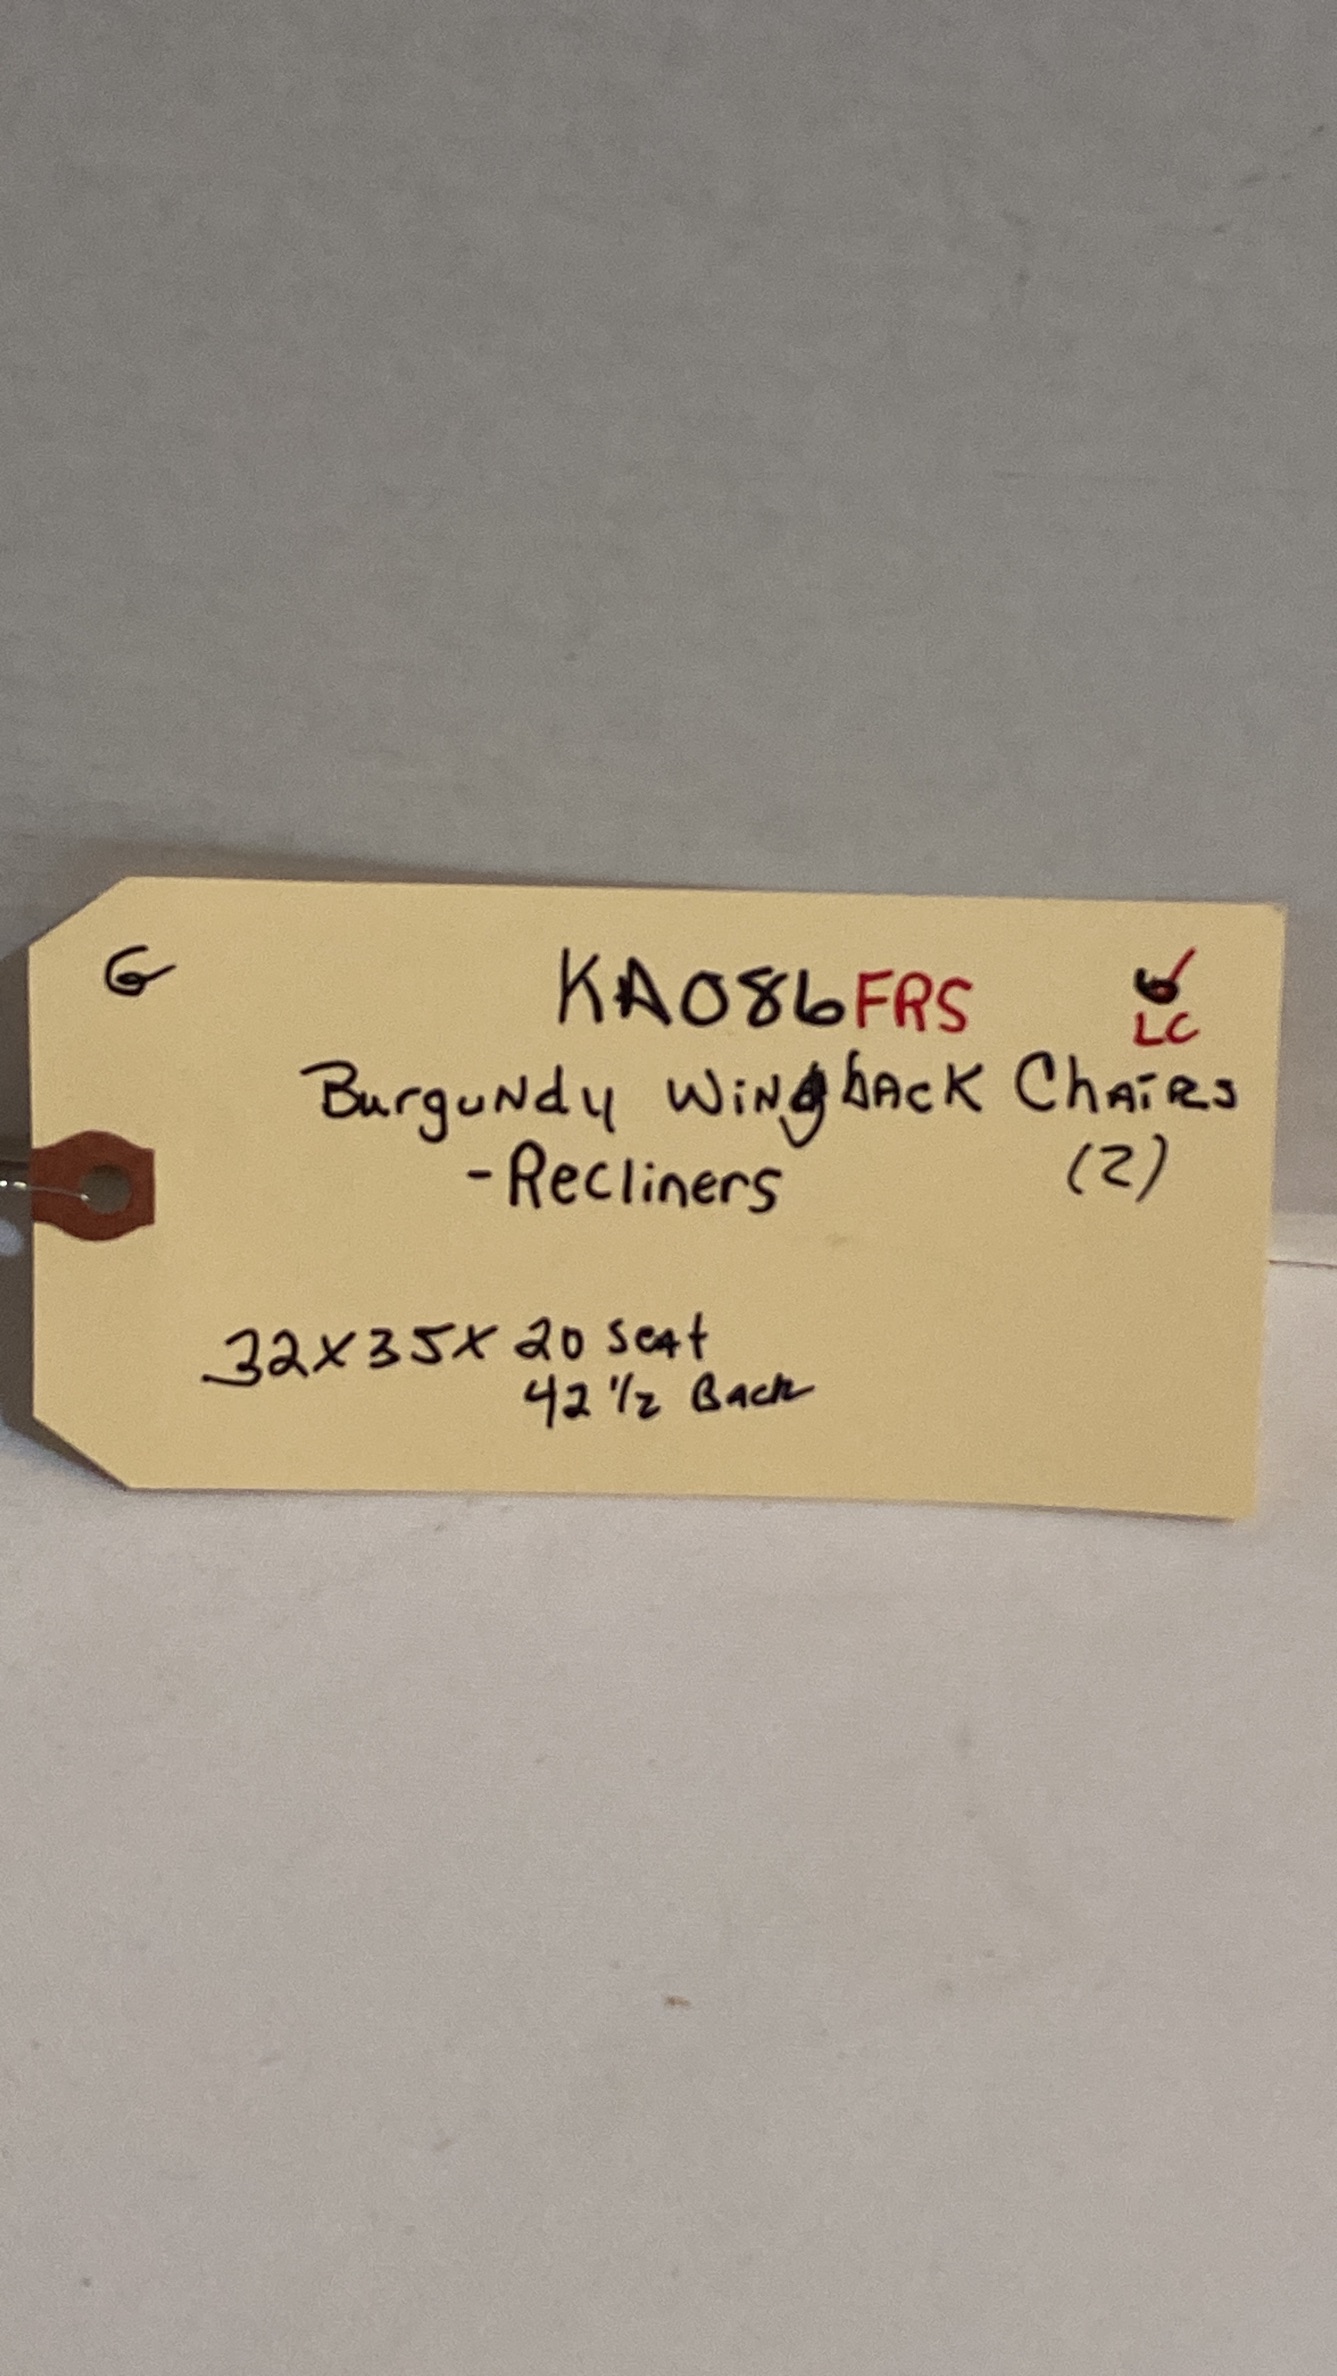 G
KA086FRS
LC
Burgundy Wingback Chairs
-Recliners (2)
32x35x 20 seat
42 1/2 Back